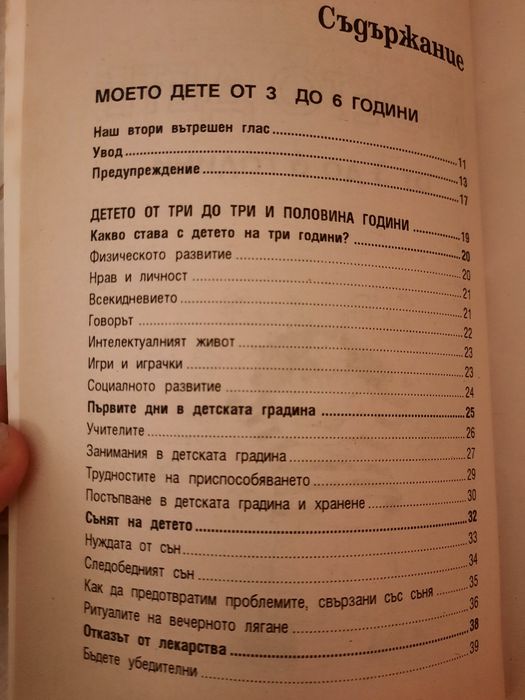 Съдържание
МОЕТО ДЕТЕ ОТ 3 ДО 6 ГОДИНИ
Наш втори вътрешен глас 11
Увод 13
Предупреждение 17
ДЕТЕТО ОТ ТРИ ДО ТРИ И ПОЛОВИНА ГОДИНИ 19
Какво става с детето на три години? 20
Физическото развитие 20
Нрав и личност 21
Всекидневието 21
Говорът 22
Интелектуалният живот 23
Игри и играчки 23
Социалното развитие 24
Първите дни в детската градина 25
Учителите 26
Занимания в детската градина 27
Трудностите на приспособяването 29
Постъпване в детската градина и хранене 30
Сънят на детето 32
Нуждата от сън 33
Следобедният сън 34
Как да предотвратим проблемите, свързани със съня 35
Ритуалите на вечерното лягане 36
Отказът от лекарства 38
Бъдете убедителни 39